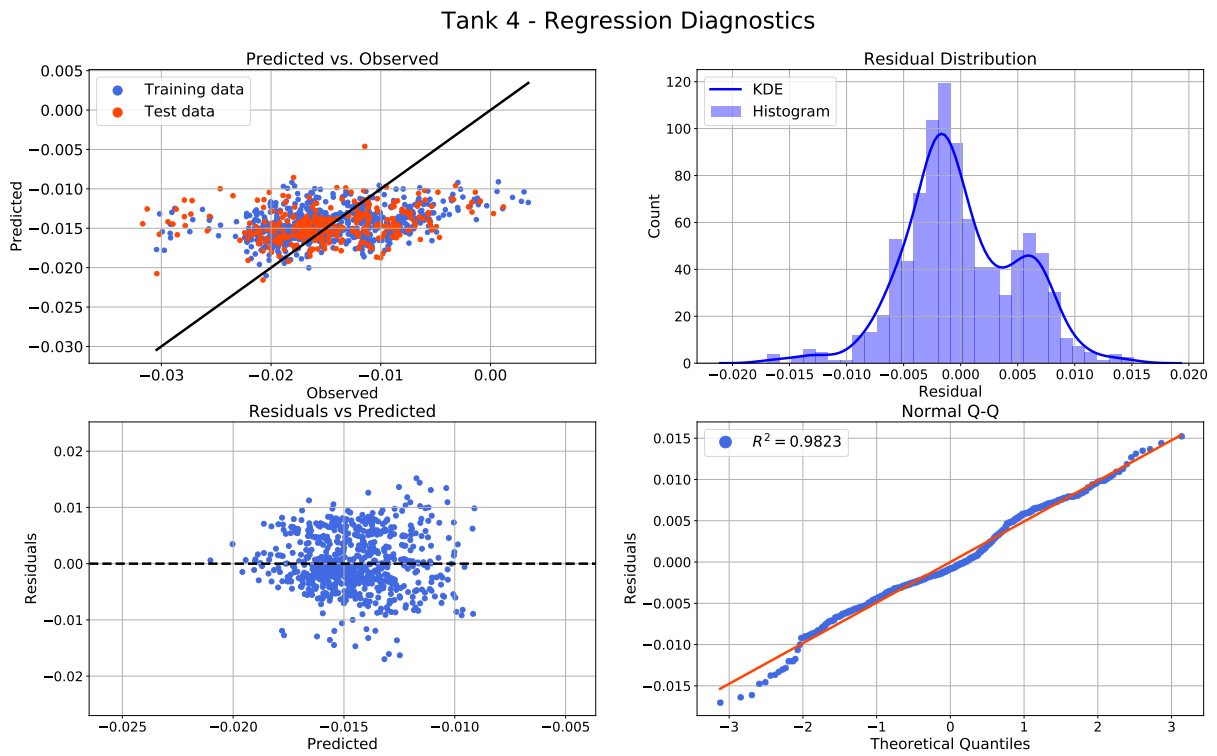 Tank 4 - Regression Diagnostics
Predicted vs. Observed
Training data
Test data
0.005
0.000
−0.005
−0.010
−0.015
−0.020
−0.025
−0.030
Predicted
−0.03
−0.02
−0.01
0.00
Observed
Residual Distribution
KDE
Histogram
120
100
80
60
40
20
0
Count
−0.020
−0.015
−0.010
−0.005
0.000
0.005
0.010
0.015
0.020
Residual
Residuals vs Predicted
0.02
0.01
0.00
−0.01
−0.02
Residuals
−0.025
−0.020
−0.015
−0.010
−0.005
Predicted
Normal Q-Q
R² = 0.9823
0.015
0.010
0.005
0.000
−0.005
−0.010
−0.015
Residuals
−3
−2
−1
0
1
2
3
Theoretical Quantiles